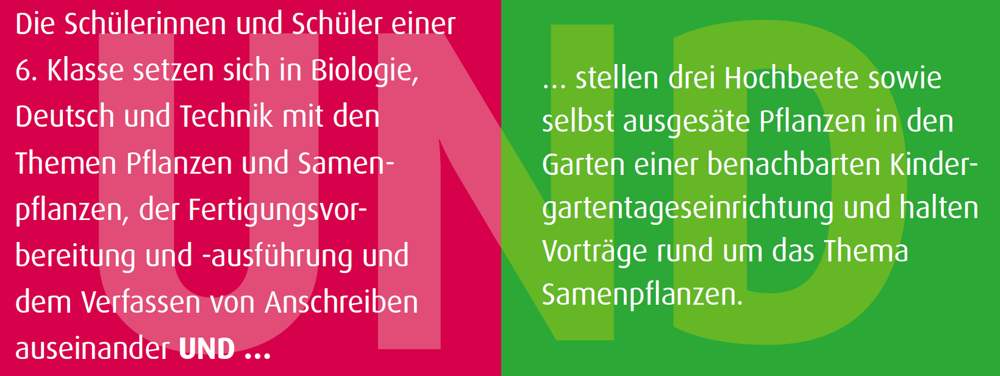 Die Schülerinnen und Schüler einer
6. Klasse setzen sich in Biologie,
Deutsch und Technik mit den
Themen Pflanzen und Samen-
pflanzen, der Fertigungsvor-
bereitung und -ausführung und
dem Verfassen von Anschreiben
auseinander UND ...
... stellen drei Hochbeete sowie
selbst ausgesäte Pflanzen in den
Garten einer benachbarten Kinder-
gartentageseinrichtung und halten
Vorträge rund um das Thema
Samenpflanzen.
UND